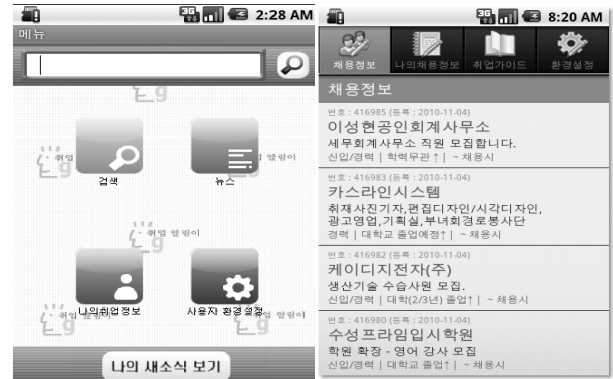 3G 2:28 AM
메뉴
취업 알림이
검색
뉴스
취업 알림이
나의취업정보
사용자 환경설정
나의 새소식 보기
3G 8:20 AM
채용정보 나의채용정보 취업가이드 환경설정
채용정보
번호 : 416985 (등록 : 2010-11-04)
이성현공인회계사무소
세무회계사무소 직원 모집합니다.
신입/경력 | 학력무관↑ | ~ 채용시
번호 : 416983 (등록 : 2010-11-04)
카스라인시스템
취재사진기자,편집디자인/시각디자인,
광고영업,기획실,부녀회경로봉사단
경력 | 대학교 졸업예정↑ | ~ 채용시
번호 : 416982 (등록 : 2010-11-04)
케이디지전자(주)
생산기술 수습사원 모집.
신입/경력 | 대학(2/3년) 졸업↑ | ~ 채용시
번호 : 416980 (등록 : 2010-11-04)
수성프라임입시학원
학원 확장 - 영어 강사 모집
신입/경력 | 대학교 졸업↑ | ~ 채용시